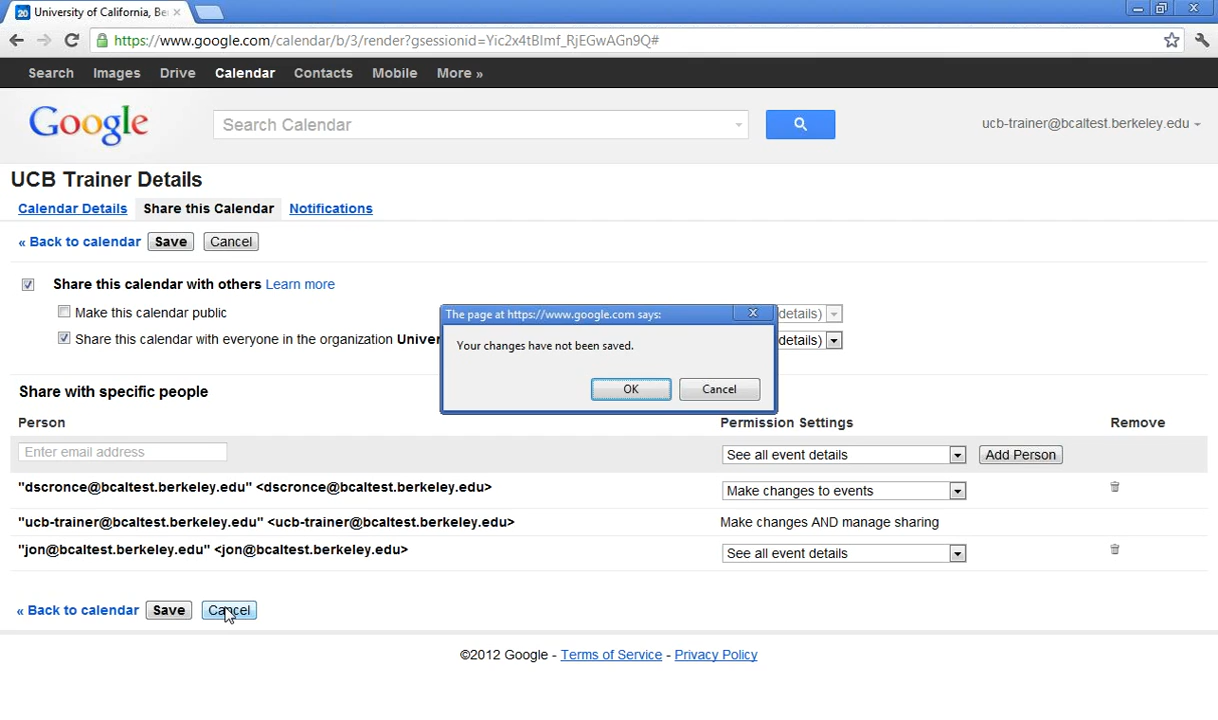 20 University of California, Be
https://www.google.com/calendar/b/3/render?gsessionid=Yic2x4tBlmf_RjEGwAGn9Q#
Search Images Drive Calendar Contacts Mobile More »
Google Search Calendar ucb-trainer@bcaltest.berkeley.edu
UCB Trainer Details
Calendar Details Share this Calendar Notifications
« Back to calendar Save Cancel
Share this calendar with others Learn more
Make this calendar public details)
The page at https://www.google.com says:
Share this calendar with everyone in the organization Univer details)
Your changes have not been saved.
OK Cancel
Share with specific people
Person Permission Settings Remove
Enter email address See all event details Add Person
"dscronce@bcaltest.berkeley.edu" <dscronce@bcaltest.berkeley.edu> Make changes to events
"ucb-trainer@bcaltest.berkeley.edu" <ucb-trainer@bcaltest.berkeley.edu> Make changes AND manage sharing
"jon@bcaltest.berkeley.edu" <jon@bcaltest.berkeley.edu> See all event details
« Back to calendar Save Cancel
©2012 Google - Terms of Service - Privacy Policy